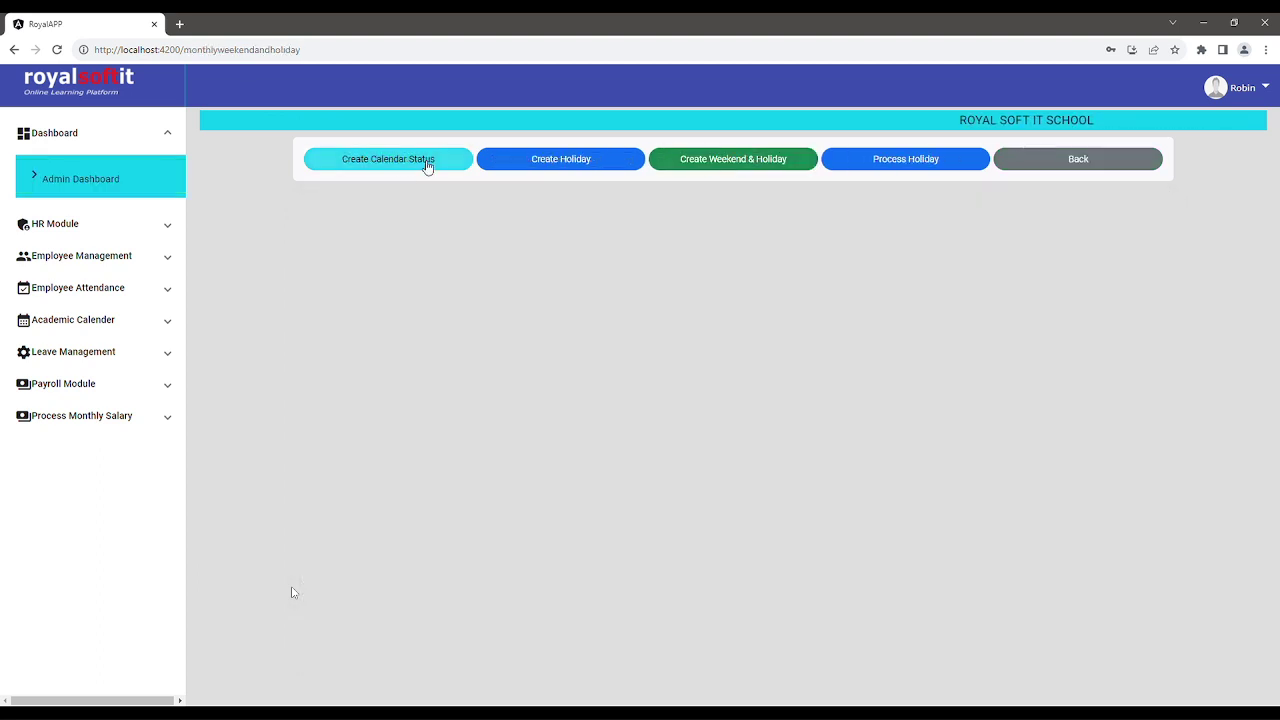 RoyalAPP
http://localhost:4200/monthlyweekendandholiday
royalsoftit
Online Learning Platform
Robin
ROYAL SOFT IT SCHOOL
Create Calendar Status
Create Holiday
Create Weekend & Holiday
Process Holiday
Back
Dashboard
Admin Dashboard
HR Module
Employee Management
Employee Attendance
Academic Calender
Leave Management
Payroll Module
Process Monthly Salary